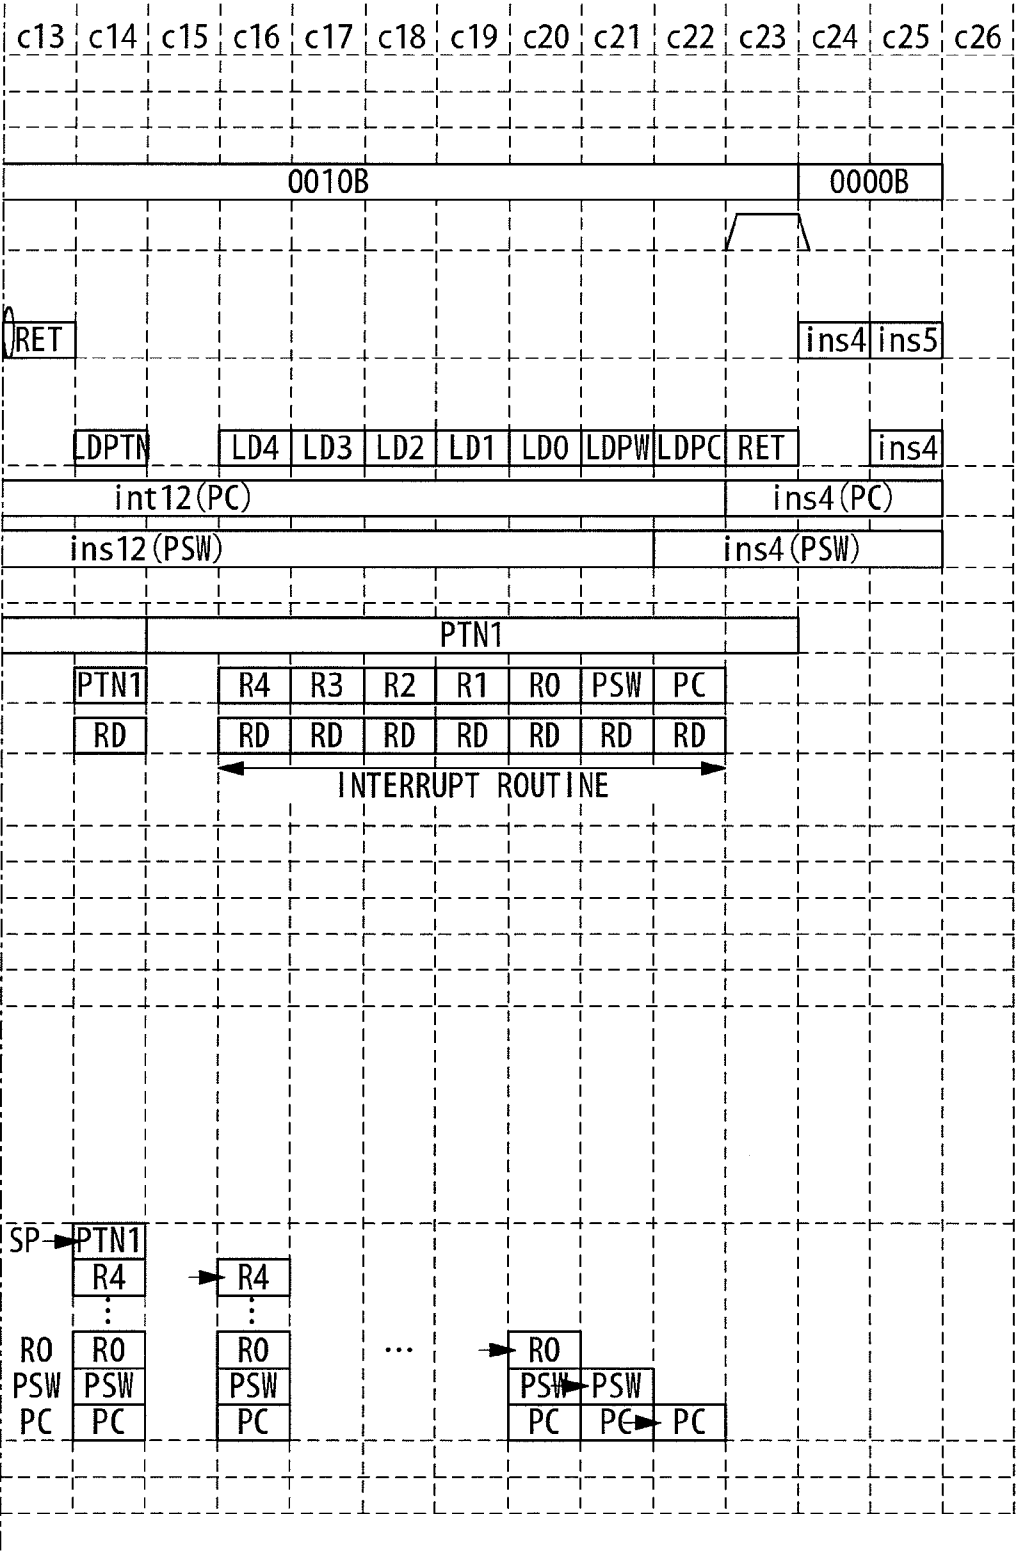 c13 c14 c15 c16 c17 c18 c19 c20 c21 c22 c23 c24 c25 c26
0010B 0000B
RET ins4 ins5
LDPTN LD4 LD3 LD2 LD1 LD0 LDPW LDPC RET ins4
int12(PC) ins4(PC)
ins12(PSW) ins4(PSW)
PTN1
PTN1 R4 R3 R2 R1 R0 PSW PC
RD RD RD RD RD RD RD RD
INTERRUPT ROUTINE
SP PTN1
R4 R4
R0 R0 R0 ... R0
PSW PSW PSW PSW PSW
PC PC PC PC PC PC